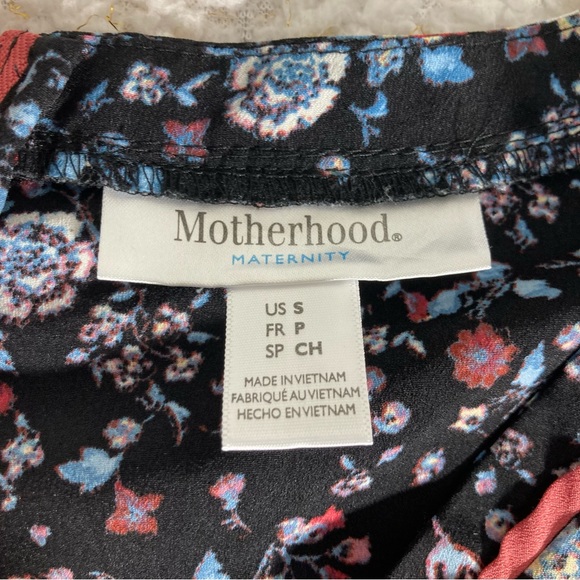 Motherhood®
MATERNITY
US S
FR P
SP CH
MADE IN VIETNAM
FABRIQUÉ AU VIETNAM
HECHO EN VIETNAM